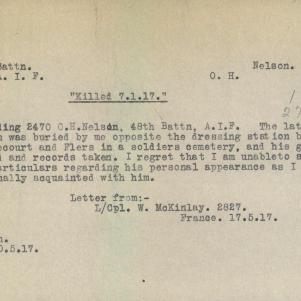 Battn. Nelson.
A. I. F. O. H.
"Killed 7.1.17."
ding 2470 O.H.Nelson, 48th Battn, A.I.F. The lat
n was buried by me opposite the dressing station b
ecourt and Flers in a soldiers cemetery, and his g
d and records taken. I regret that I am unableto a
articulars regarding his personal appearance as I
nally acquainted with him.
Letter from:-
L/Cpl. W. McKinlay. 2827.
France. 17.5.17.
n.
0.5.17.